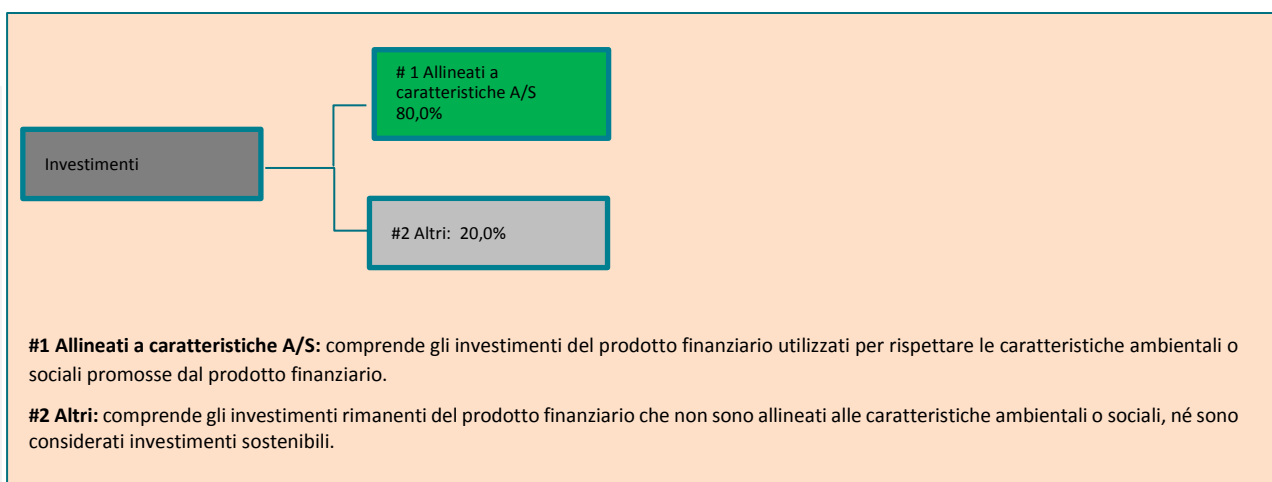 # 1 Allineati a
caratteristiche A/S
80,0%
Investimenti
#2 Altri: 20,0%
#1 Allineati a caratteristiche A/S: comprende gli investimenti del prodotto finanziario utilizzati per rispettare le caratteristiche ambientali o
sociali promosse dal prodotto finanziario.
#2 Altri: comprende gli investimenti rimanenti del prodotto finanziario che non sono allineati alle caratteristiche ambientali o sociali, né sono
considerati investimenti sostenibili.